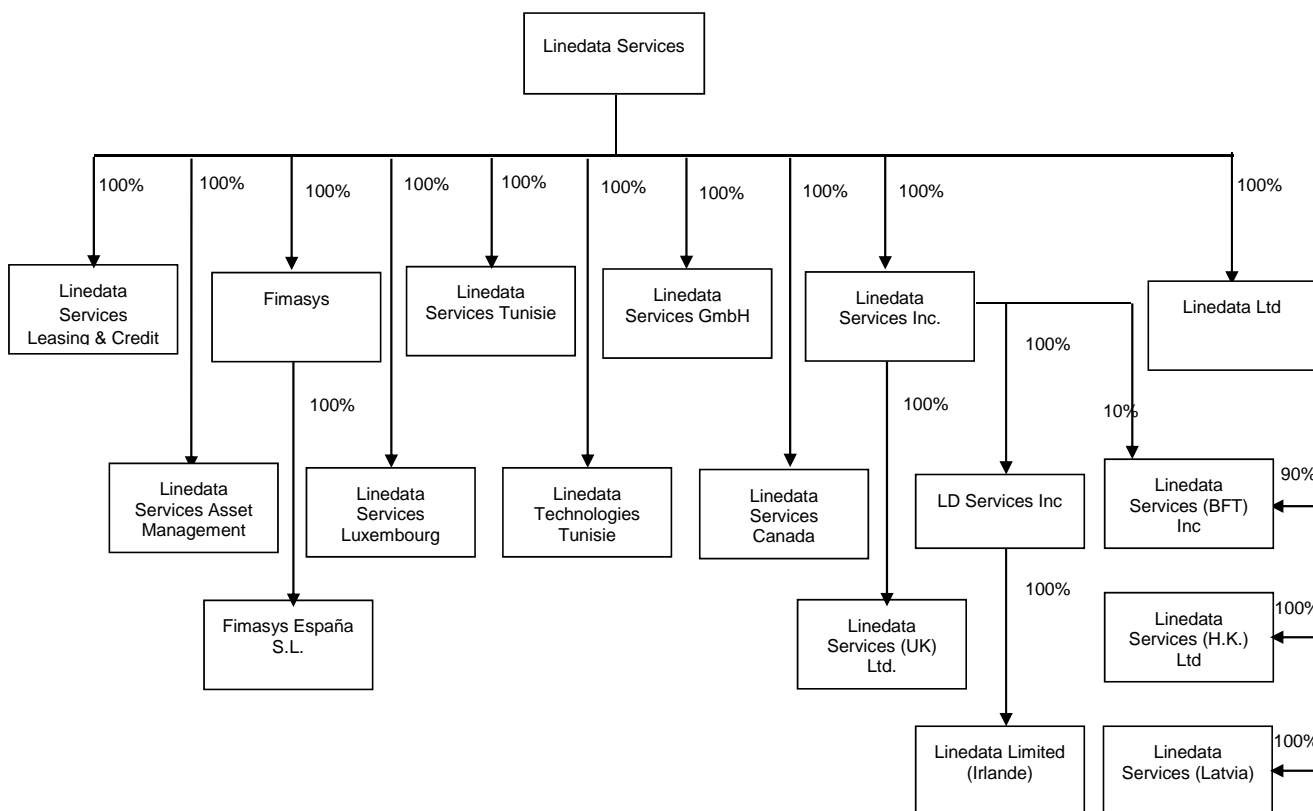 Linedata Services
100%
100%
100%
100%
100%
100%
100%
100%
100%
100%
Linedata
Services
Leasing & Credit
Fimasys
Linedata
Services Tunisie
Linedata
Services GmbH
Linedata
Services Inc.
Linedata Ltd
100%
100%
100%
10%
Linedata
Services Asset
Management
Linedata
Services
Luxembourg
Linedata
Technologies
Tunisie
Linedata
Services
Canada
LD Services Inc
Linedata
Services (BFT)
Inc
90%
100%
Fimasys España
S.L.
Linedata
Services (UK)
Ltd.
Linedata
Services (H.K.)
Ltd
100%
Linedata Limited
(Irlande)
Linedata
Services (Latvia)
100%